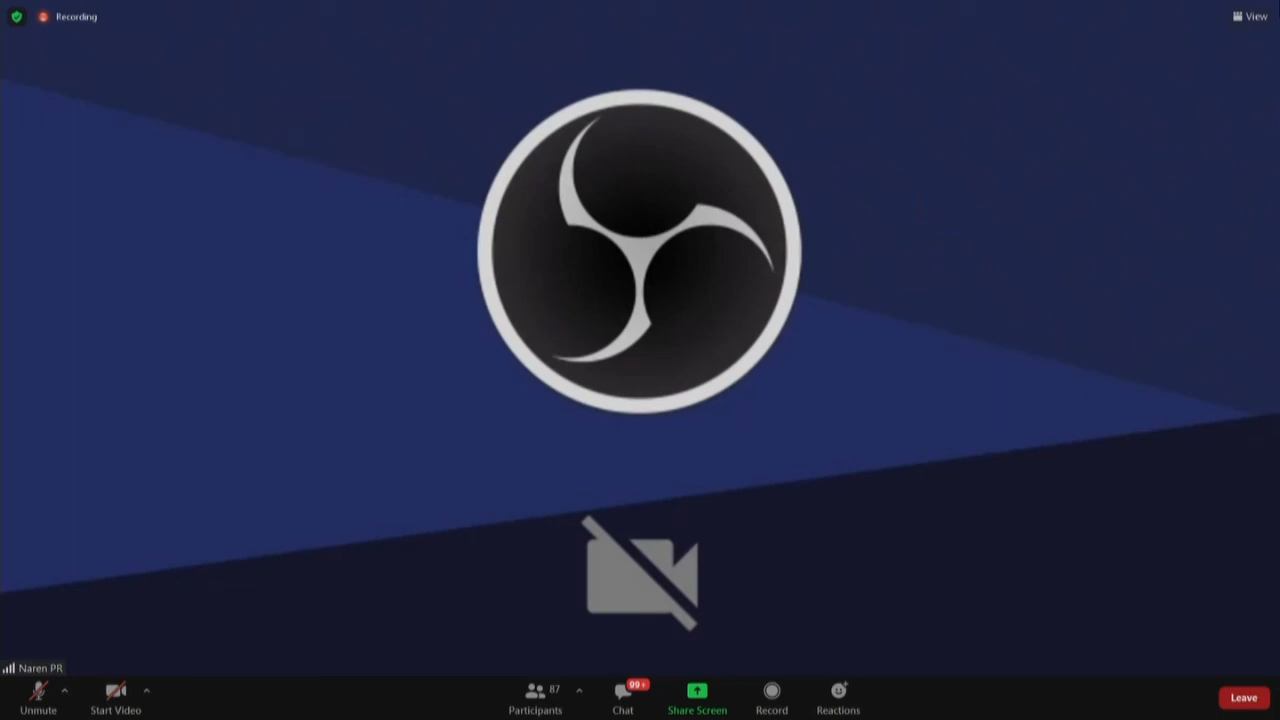 Recording
View
Naren PR
Unmute
Start Video
87
Participants
99+
Chat
Share Screen
Record
Reactions
Leave